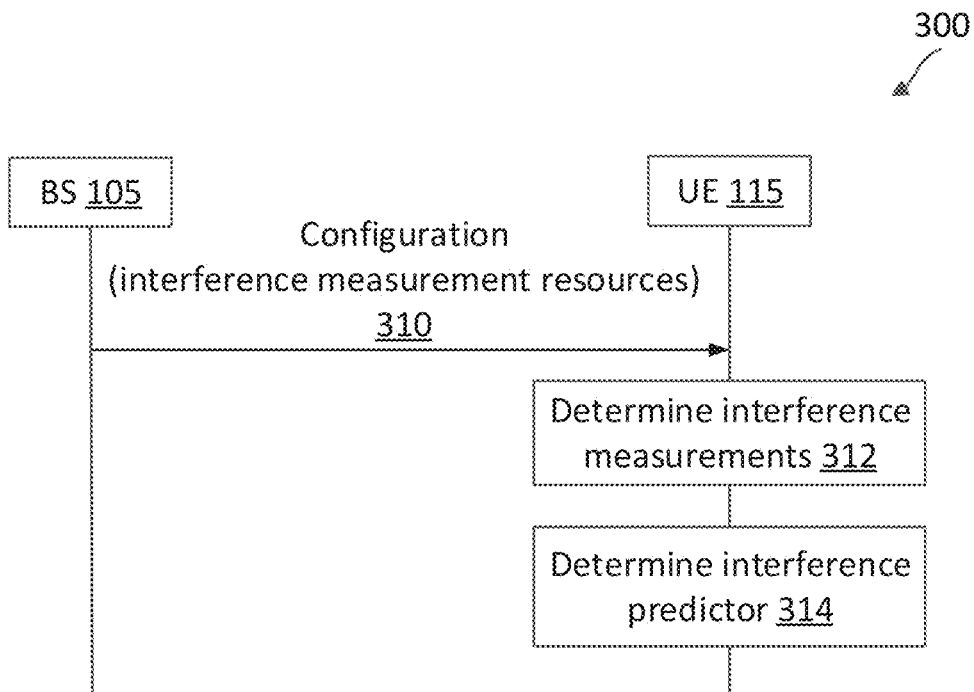 300
BS 105
UE 115
Configuration
(interference measurement resources)
310
Determine interference
measurements 312
Determine interference
predictor 314